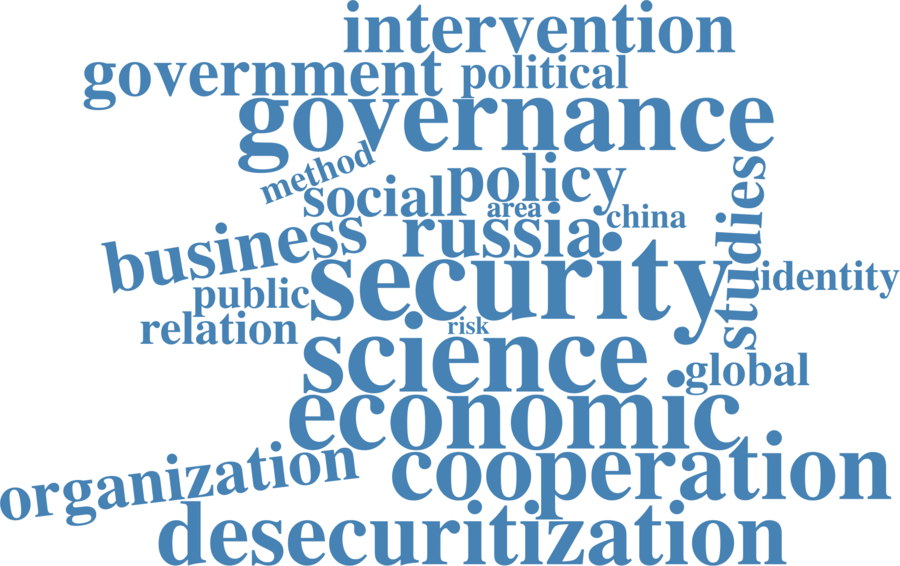 intervention
government
political
governance
method
policy
social
area
china
studies
russia
business
security
identity
public
relation
risk
science
global
economic
organization
cooperation
desecuritization